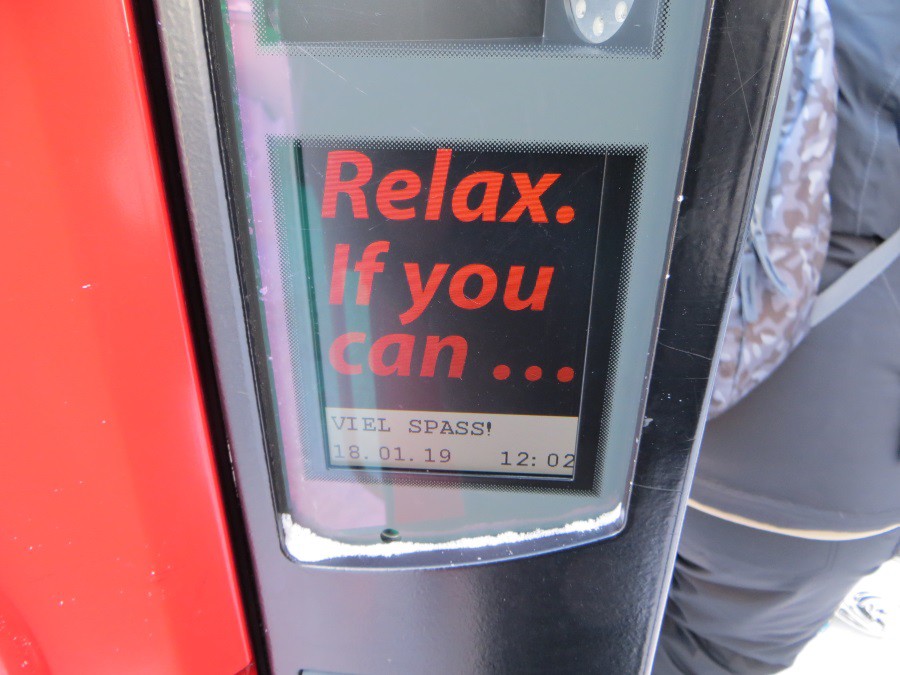 Relax.
If you
can ...
VIEL SPASS!
18.01.19 12:02